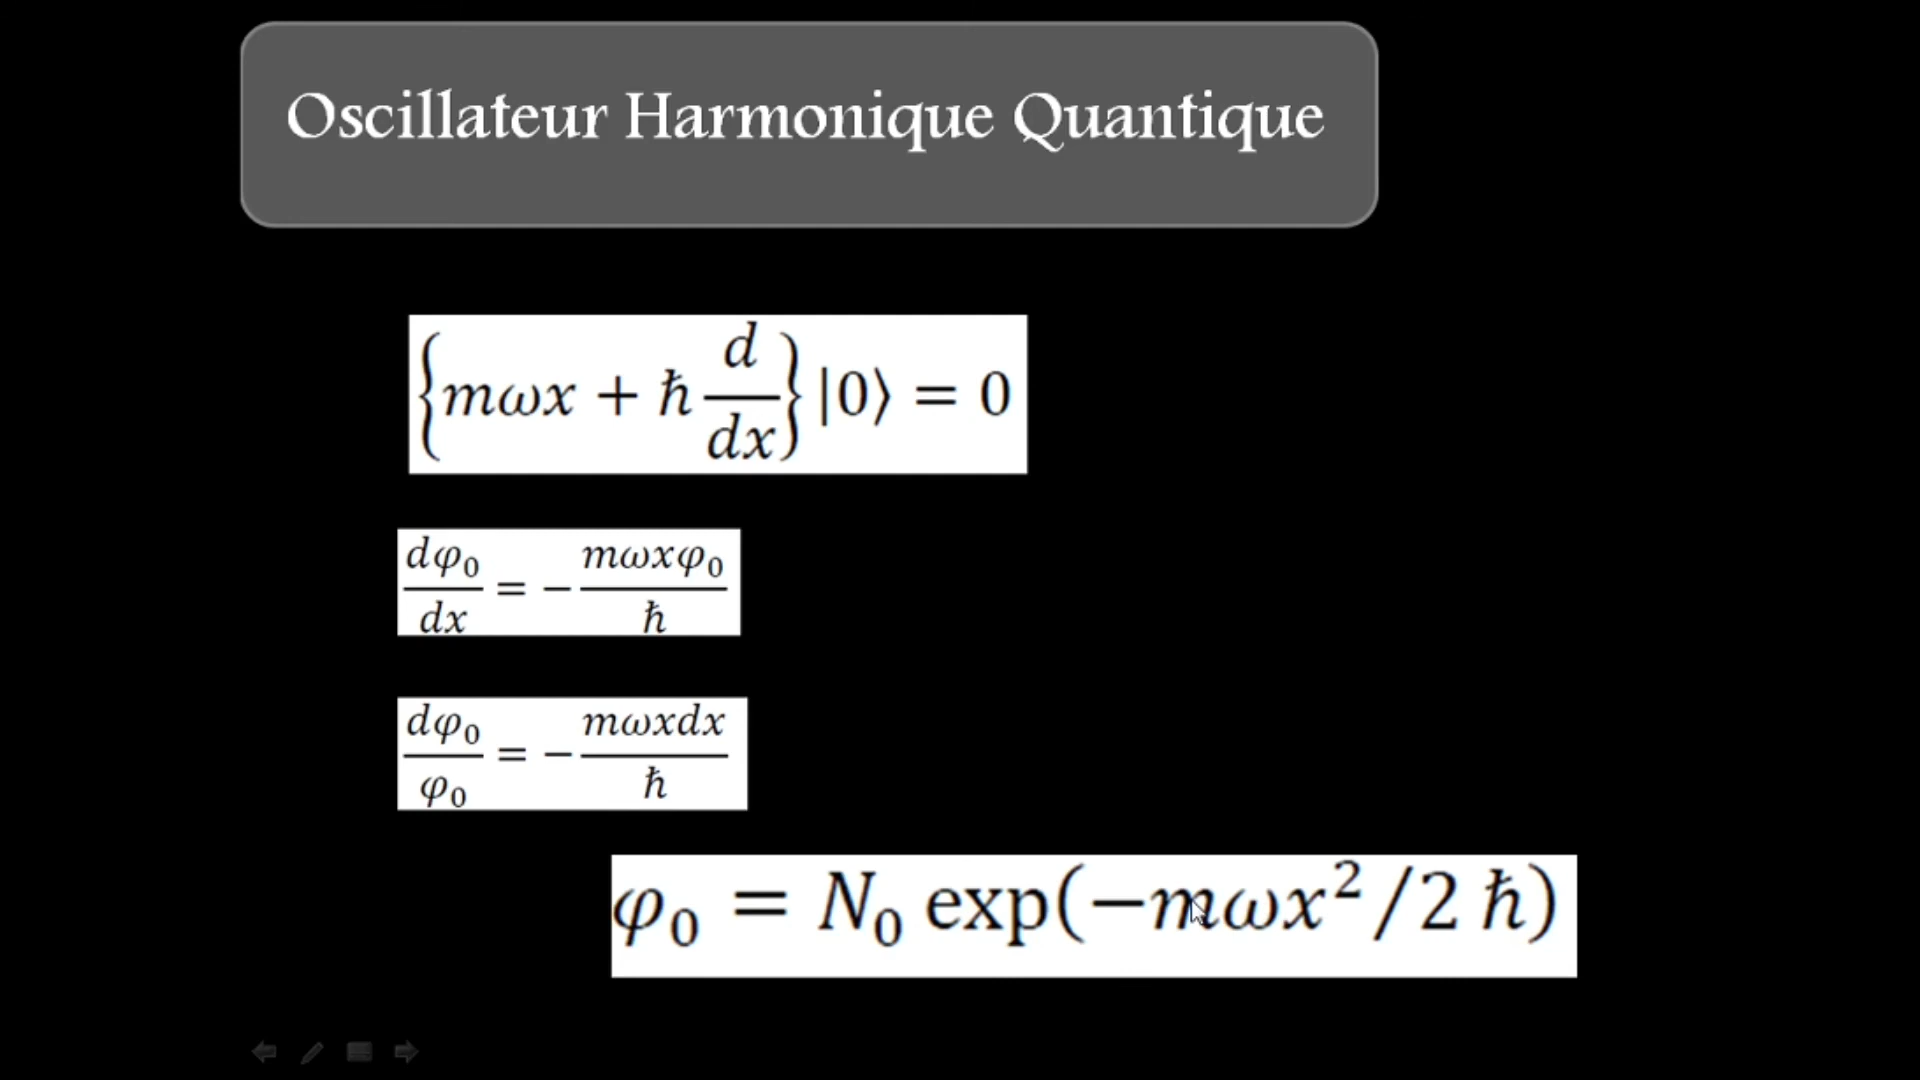 Oscillateur Harmonique Quantique
{mωx + ħ d/dx}|0⟩ = 0
dφ₀/dx = −mωxφ₀/ħ
dφ₀/φ₀ = −mωxdx/ħ
φ₀ = N₀ exp(−mωx²/2 ħ)